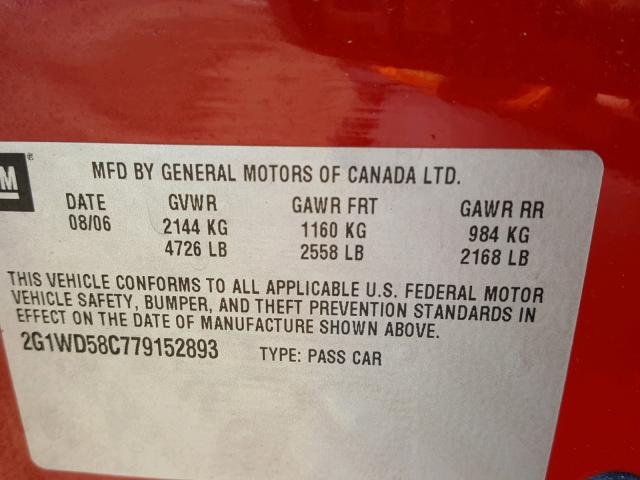 M®
MFD BY GENERAL MOTORS OF CANADA LTD.
DATE GVWR GAWR FRT GAWR RR
08/06 2144 KG 1160 KG 984 KG
4726 LB 2558 LB 2168 LB
THIS VEHICLE CONFORMS TO ALL APPLICABLE U.S. FEDERAL MOTOR
VEHICLE SAFETY, BUMPER, AND THEFT PREVENTION STANDARDS IN
EFFECT ON THE DATE OF MANUFACTURE SHOWN ABOVE.
2G1WD58C779152893 TYPE: PASS CAR